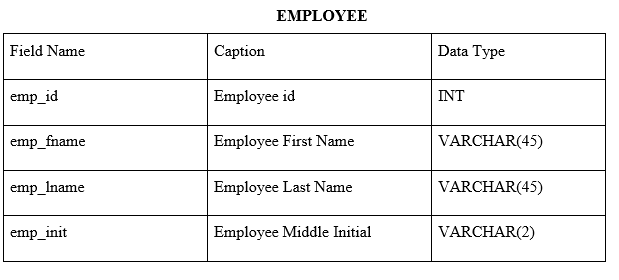 EMPLOYEE
Field Name Caption Data Type
emp_id Employee id INT
emp_fname Employee First Name VARCHAR(45)
emp_lname Employee Last Name VARCHAR(45)
emp_init Employee Middle Initial VARCHAR(2)